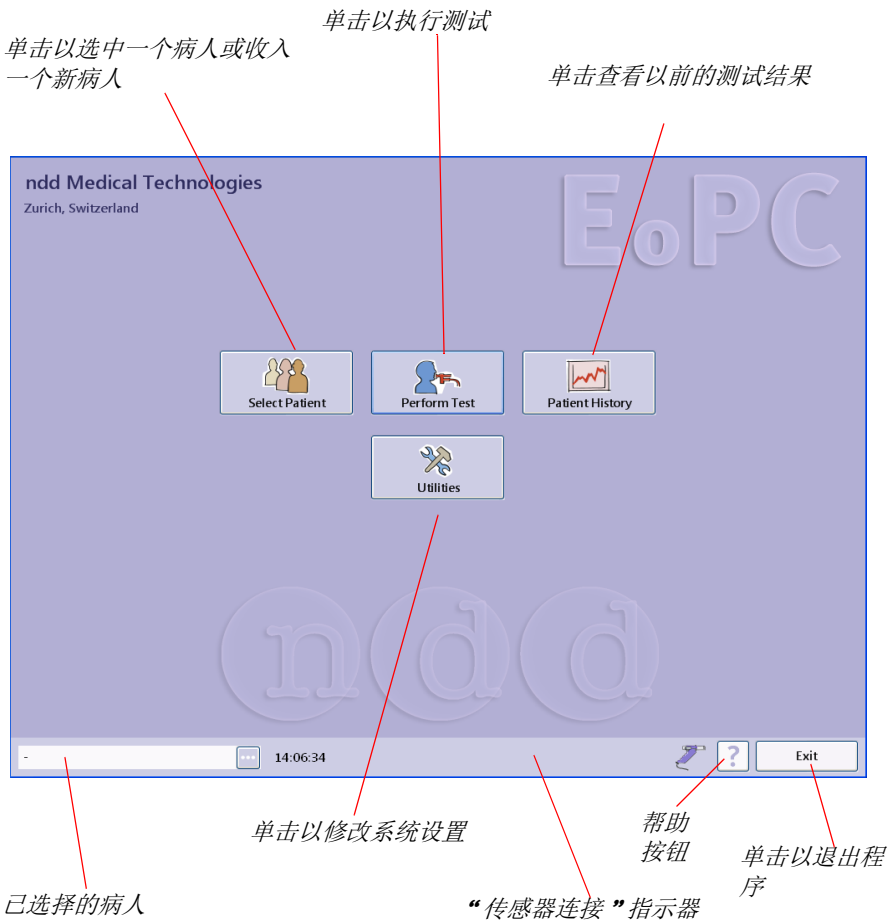 单击以执行测试
单击以选中一个病人或收入
一个新病人
单击查看以前的测试结果
ndd Medical Technologies
Zurich, Switzerland
EoPC
Select Patient
Perform Test
Patient History
Utilities
ndd
-
...
14:06:34
?
Exit
单击以修改系统设置
帮助
按钮
单击以退出程
序
已选择的病人
“传感器连接”指示器